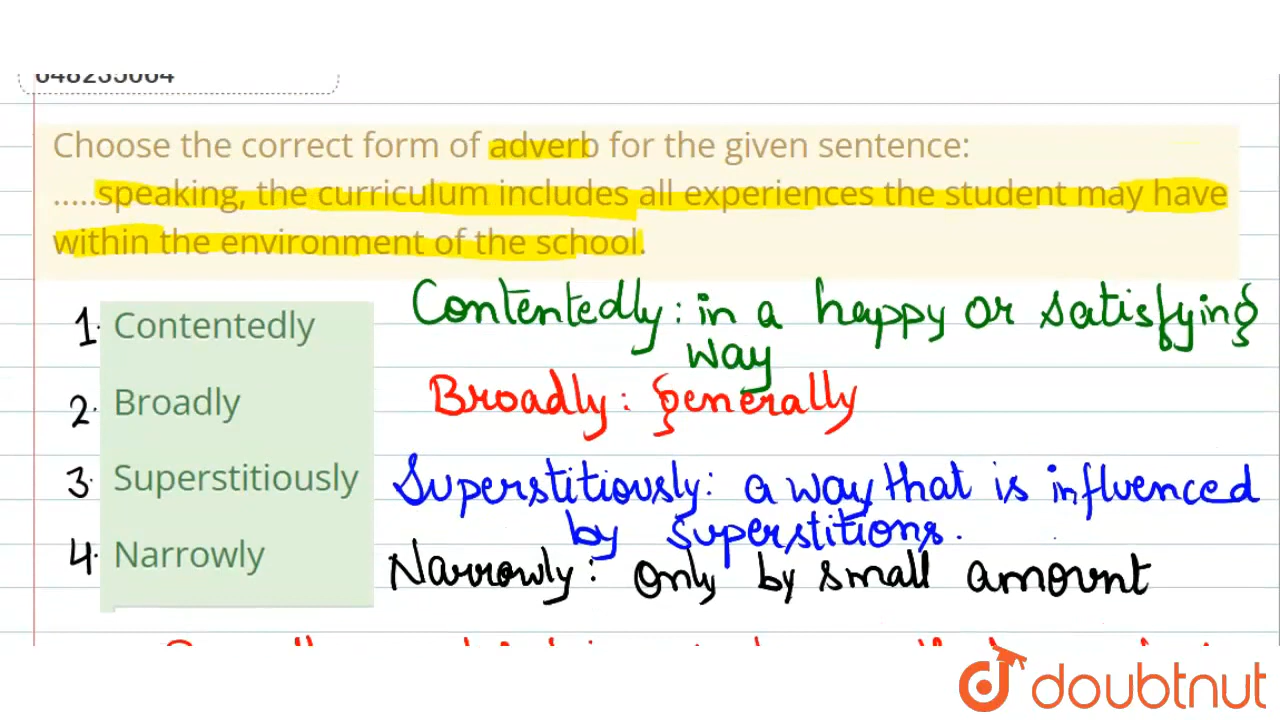 Choose the correct form of adverb for the given sentence:
.....speaking, the curriculum includes all experiences the student may have
within the environment of the school.
1. Contentedly
Contentedly: in a happy or satisfying
way
2. Broadly
Broadly: generally
3. Superstitiously
Superstitiously: a way that is influenced
by superstitions.
4. Narrowly
Narrowly: only by small amount
doubtnut